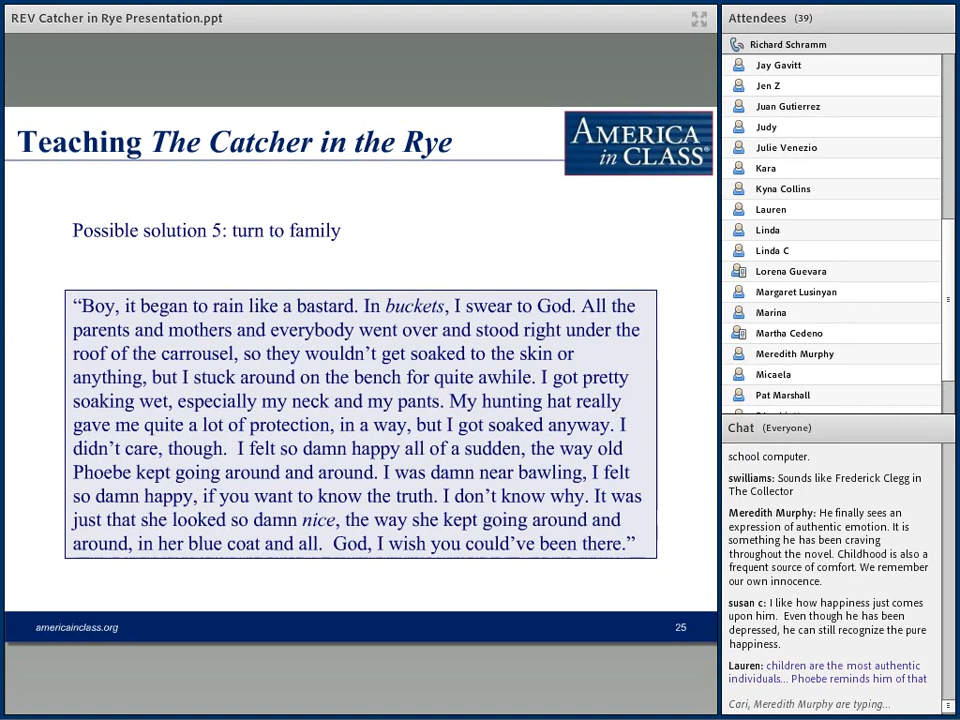 REV Catcher in Rye Presentation.ppt
Teaching The Catcher in the Rye
AMERICA
in CLASS®
Possible solution 5: turn to family
“Boy, it began to rain like a bastard. In buckets, I swear to God. All the
parents and mothers and everybody went over and stood right under the
roof of the carrousel, so they wouldn’t get soaked to the skin or
anything, but I stuck around on the bench for quite awhile. I got pretty
soaking wet, especially my neck and my pants. My hunting hat really
gave me quite a lot of protection, in a way, but I got soaked anyway. I
didn’t care, though. I felt so damn happy all of a sudden, the way old
Phoebe kept going around and around. I was damn near bawling, I felt
so damn happy, if you want to know the truth. I don’t know why. It was
just that she looked so damn nice, the way she kept going around and
around, in her blue coat and all. God, I wish you could’ve been there.”
americainclass.org
25
Attendees (39)
Richard Schramm
Jay Gavitt
Jen Z
Juan Gutierrez
Judy
Julie Venezio
Kara
Kyna Collins
Lauren
Linda
Linda C
Lorena Guevara
Margaret Lusinyan
Marina
Martha Cedeno
Meredith Murphy
Micaela
Pat Marshall
Chat (Everyone)
school computer.
swilliams: Sounds like Frederick Clegg in
The Collector
Meredith Murphy: He finally sees an
expression of authentic emotion. It is
something he has been craving
throughout the novel. Childhood is also a
frequent source of comfort. We remember
our own innocence.
susan c: I like how happiness just comes
upon him. Even though he has been
depressed, he can still recognize the pure
happiness.
Lauren: children are the most authentic
individuals... Phoebe reminds him of that
Cari, Meredith Murphy are typing...